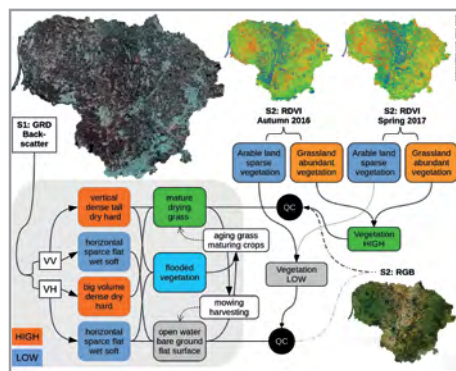 S1: GRD
Back-
scatter
S2: RDVI
Autumn 2016
S2: RDVI
Spring 2017
Arable land
sparse
vegetation
Grassland
abundant
vegetation
Arable land
sparse
vegetation
Grassland
abundant
vegetation
vertical
dense tall
dry hard
mature
drying
grass
QC
Vegetation
HIGH
aging grass
maturing crops
VV
horizontal
sparce flat
wet soft
flooded
vegetation
Vegetation
LOW
S2: RGB
VH
big volume
dense dry
hard
mowing
harvesting
HIGH
LOW
horizontal
sparce flat
wet soft
open water
bare ground
flat surface
QC